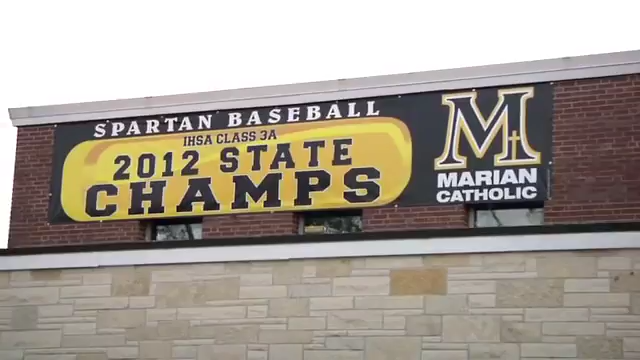 SPARTAN BASEBALL
IHSA CLASS 3A
2012 STATE
CHAMPS
M
MARIAN
CATHOLIC